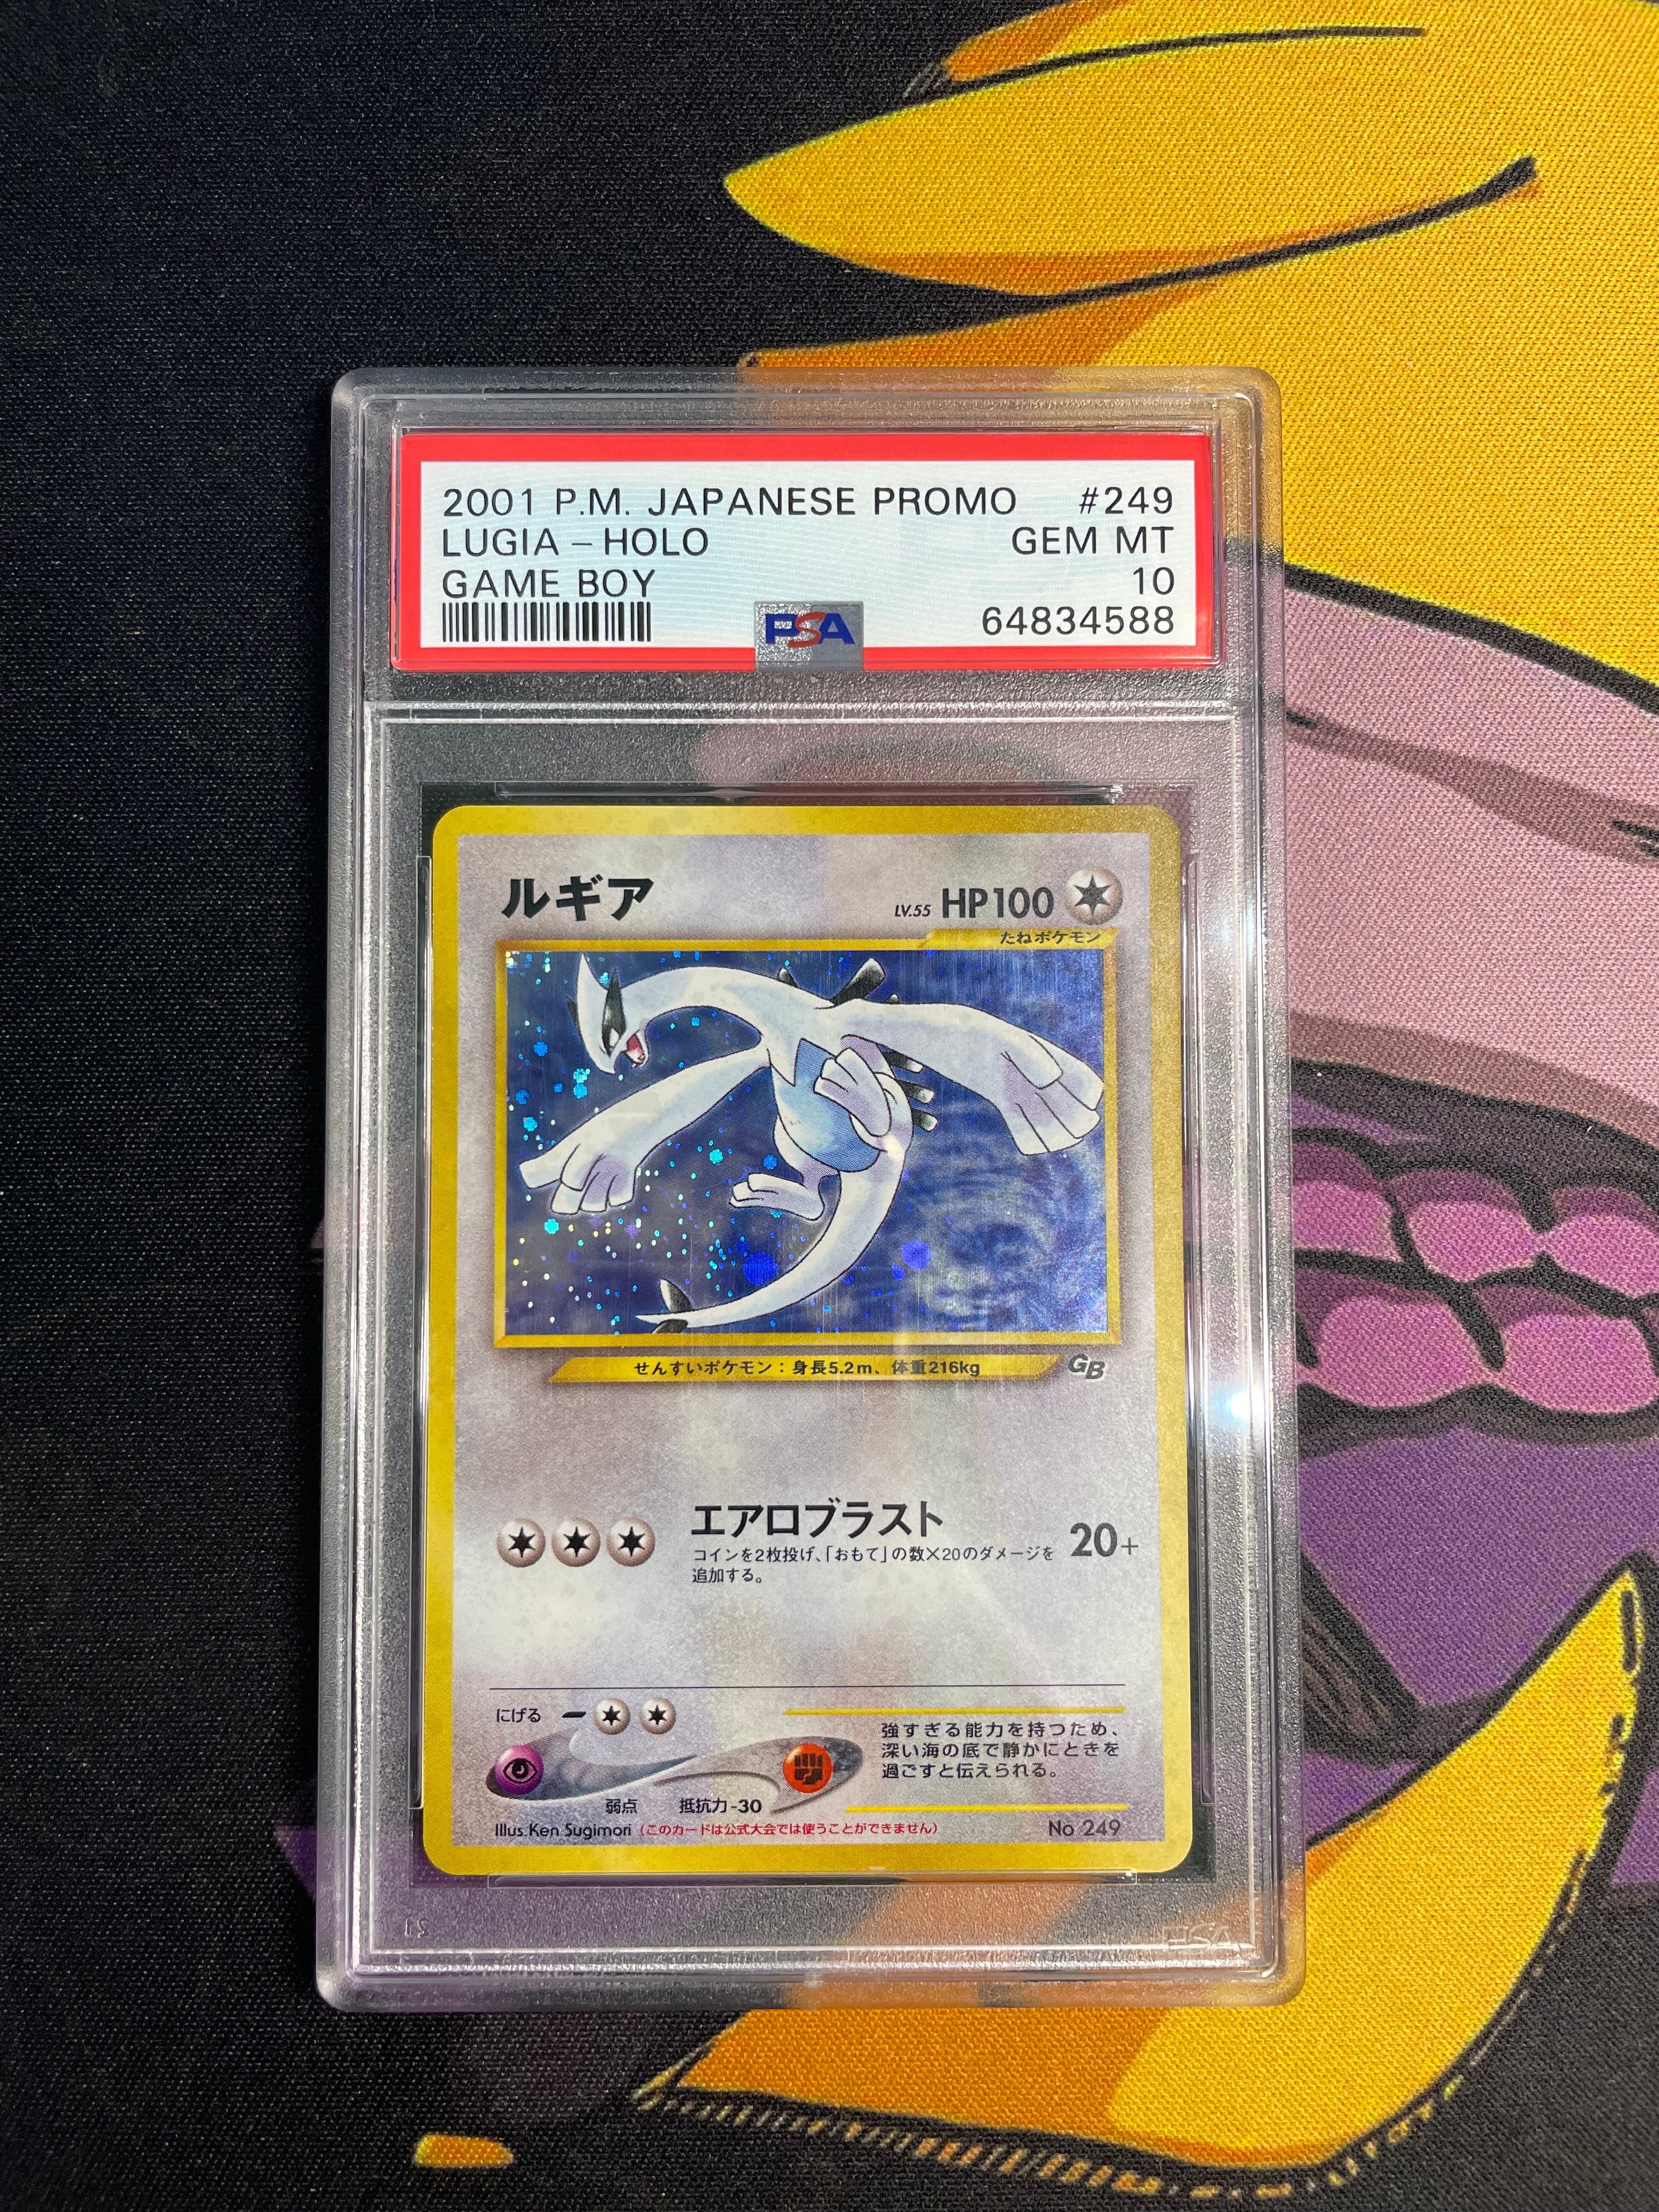 2001 P.M. JAPANESE PROMO #249
LUGIA – HOLO GEM MT
GAME BOY 10
PSA 64834588
ルギア LV.55 HP100
たねポケモン
せんすいポケモン：身長5.2m、体重216kg GB
エアロブラスト 20+
コインを2枚投げ、「おもて」の数×20のダメージを
追加する。
にげる
強すぎる能力を持つため、
深い海の底で静かにときを
過ごすと伝えられる。
弱点 抵抗力-30
Illus.Ken Sugimori (このカードは公式大会では使うことができません) No 249
PSA